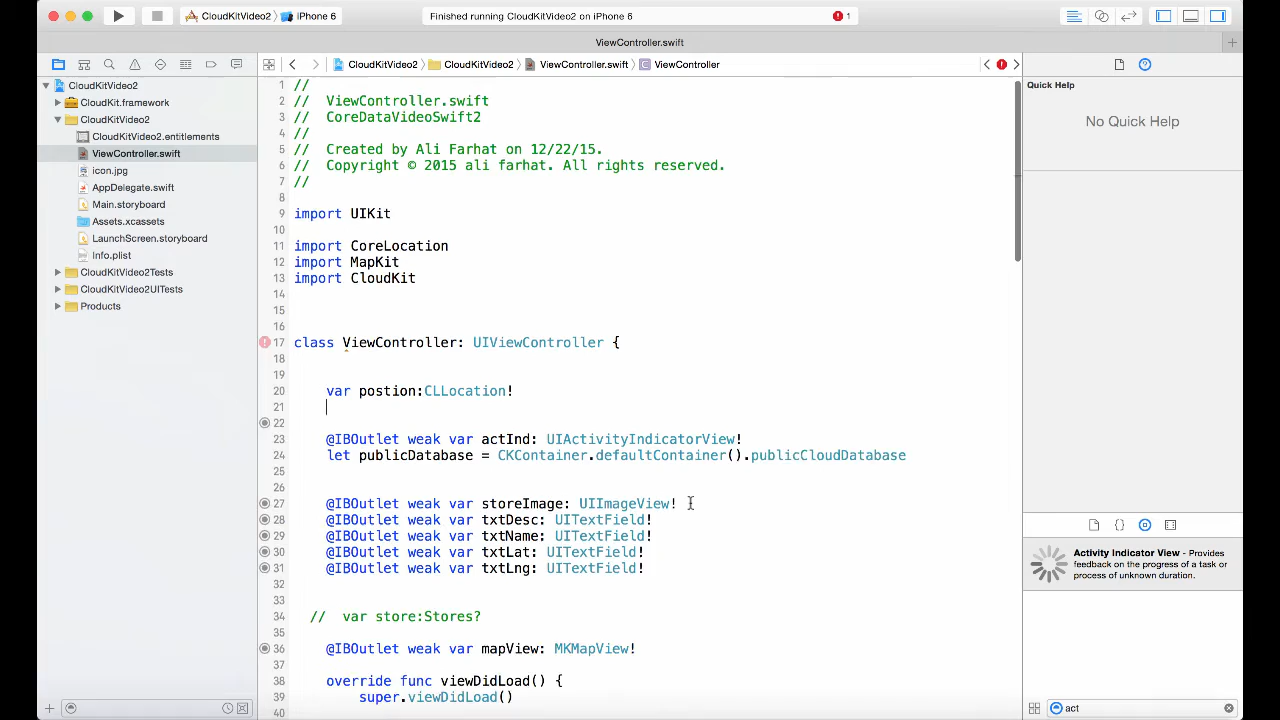 CloudKitVideo2
iPhone 6
Finished running CloudKitVideo2 on iPhone 6
1
ViewController.swift
CloudKitVideo2
CloudKitVideo2
ViewController.swift
ViewController
CloudKitVideo2
CloudKit.framework
CloudKitVideo2
CloudKitVideo2.entitlements
ViewController.swift
icon.jpg
AppDelegate.swift
Main.storyboard
Assets.xcassets
LaunchScreen.storyboard
Info.plist
CloudKitVideo2Tests
CloudKitVideo2UITests
Products
1 //
2 // ViewController.swift
3 // CoreDataVideoSwift2
4 //
5 // Created by Ali Farhat on 12/22/15.
6 // Copyright © 2015 ali farhat. All rights reserved.
7 //
8
9 import UIKit
10
11 import CoreLocation
12 import MapKit
13 import CloudKit
14
15
16
17 class ViewController: UIViewController {
18
19
20 var postion:CLLocation!
21
22
23 @IBOutlet weak var actInd: UIActivityIndicatorView!
24 let publicDatabase = CKContainer.defaultContainer().publicCloudDatabase
25
26
27 @IBOutlet weak var storeImage: UIImageView!
28 @IBOutlet weak var txtDesc: UITextField!
29 @IBOutlet weak var txtName: UITextField!
30 @IBOutlet weak var txtLat: UITextField!
31 @IBOutlet weak var txtLng: UITextField!
32
33
34 // var store:Stores?
35
36 @IBOutlet weak var mapView: MKMapView!
37
38 override func viewDidLoad() {
39 super.viewDidLoad()
40
Quick Help
No Quick Help
Activity Indicator View - Provides
feedback on the progress of a task or
process of unknown duration.
act